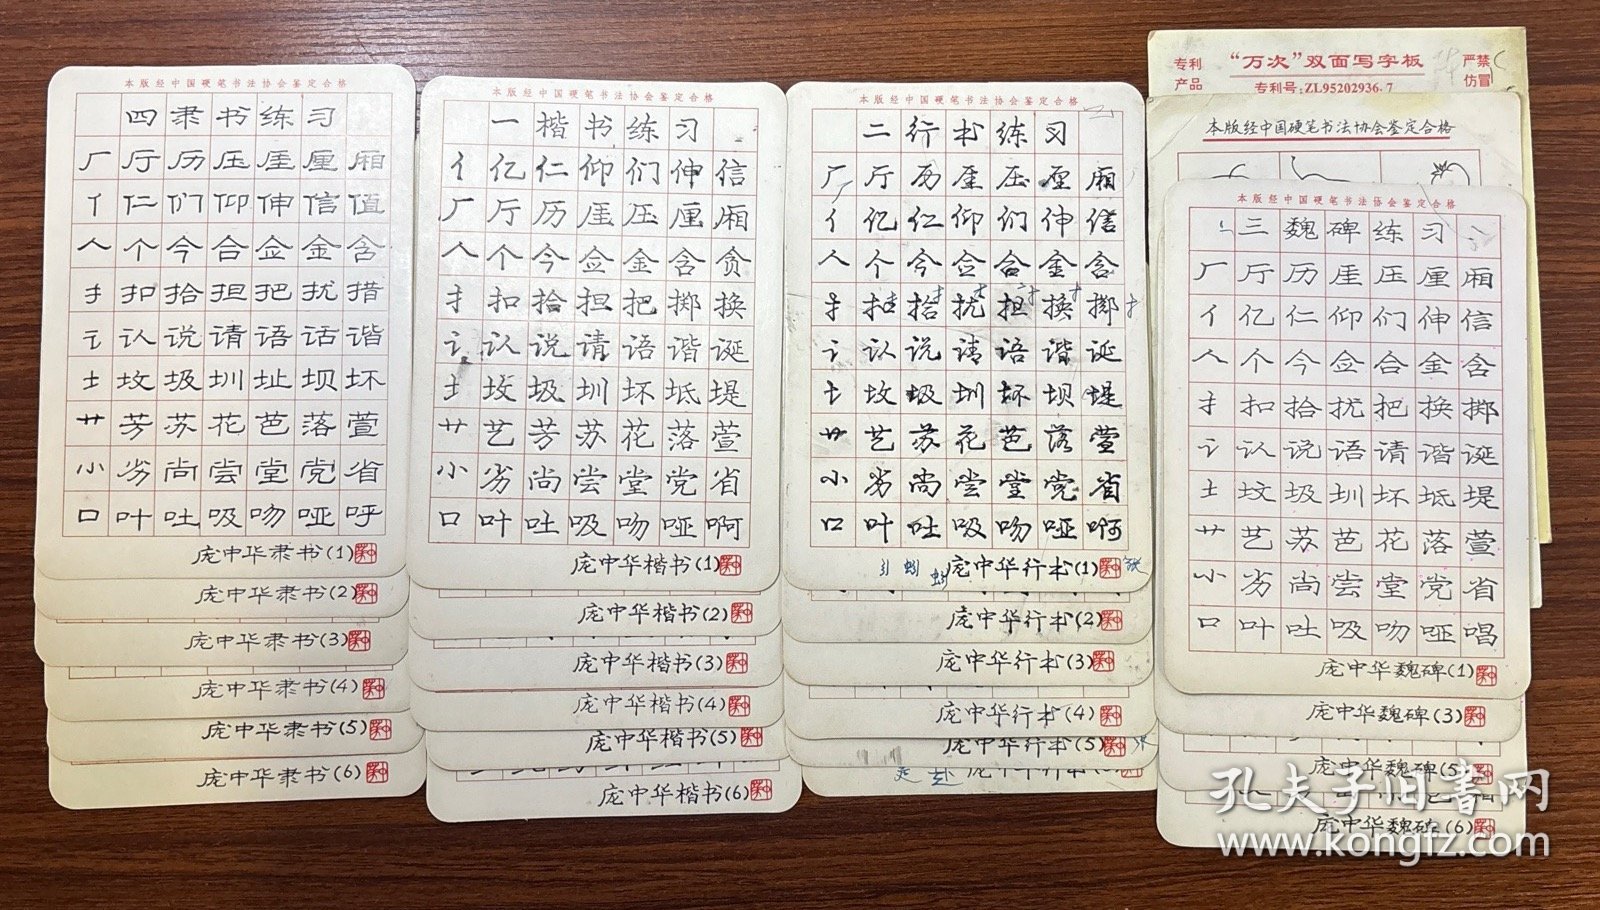 本版经中国硬笔书法协会鉴定合格
四隶书练习
厂厅历压厓厘厢
亻仁们仰伸信值
人个今合佥金含
扌扣拾担把扰措
讠认说请语话谐
土坟圾圳址坝坏
艹芳苏花芭落萱
小劣尚尝堂党省
口叶吐吸吻哑呼
庞中华隶书(1)
庞中华隶书(2)
庞中华隶书(3)
庞中华隶书(4)
庞中华隶书(5)
庞中华隶书(6)
本版经中国硬笔书法协会鉴定合格
一楷书练习
亻亿仁仰们伸信
厂厅历厓压厘厢
人个今佥金含贪
扌扣拾担把掷换
讠认说请语谐诞
土坟圾圳坏坻堤
艹艺芳苏花落萱
小劣尚尝堂党省
口叶吐吸吻哑啊
庞中华楷书(1)
庞中华楷书(2)
庞中华楷书(3)
庞中华楷书(4)
庞中华楷书(5)
庞中华楷书(6)
本版经中国硬笔书法协会鉴定合格
二行书练习
厂厅历厓压厘厢
亻亿仁仰们伸信
人个今佥合金含
扌拾扰担换掷
讠认说请语谐诞
土坟圾圳坏坝堤
艹艺苏花芭落萱
小劣尚尝堂党省
口叶吐吸吻哑啊
庞中华行书(1)
庞中华行书(2)
庞中华行书(3)
庞中华行书(4)
庞中华行书(5)
专利产品
“万次”双面写字板
专利号:ZL95202936.7
严禁仿冒
本版经中国硬笔书法协会鉴定合格
本版经中国硬笔书法协会鉴定合格
三魏碑练习
厂厅历厓压厘厢
亻亿仁仰们伸信
人个今佥合金含
扌扣拾扰把换掷
讠认说语请谐诞
土坟圾圳坏坻堤
艹艺苏芭花落萱
小劣尚尝堂党省
口叶吐吸吻哑唱
庞中华魏碑(1)
庞中华魏碑(3)
庞中华魏碑(5)
庞中华魏碑(6)
孔夫子旧书网
www.kongfz.com